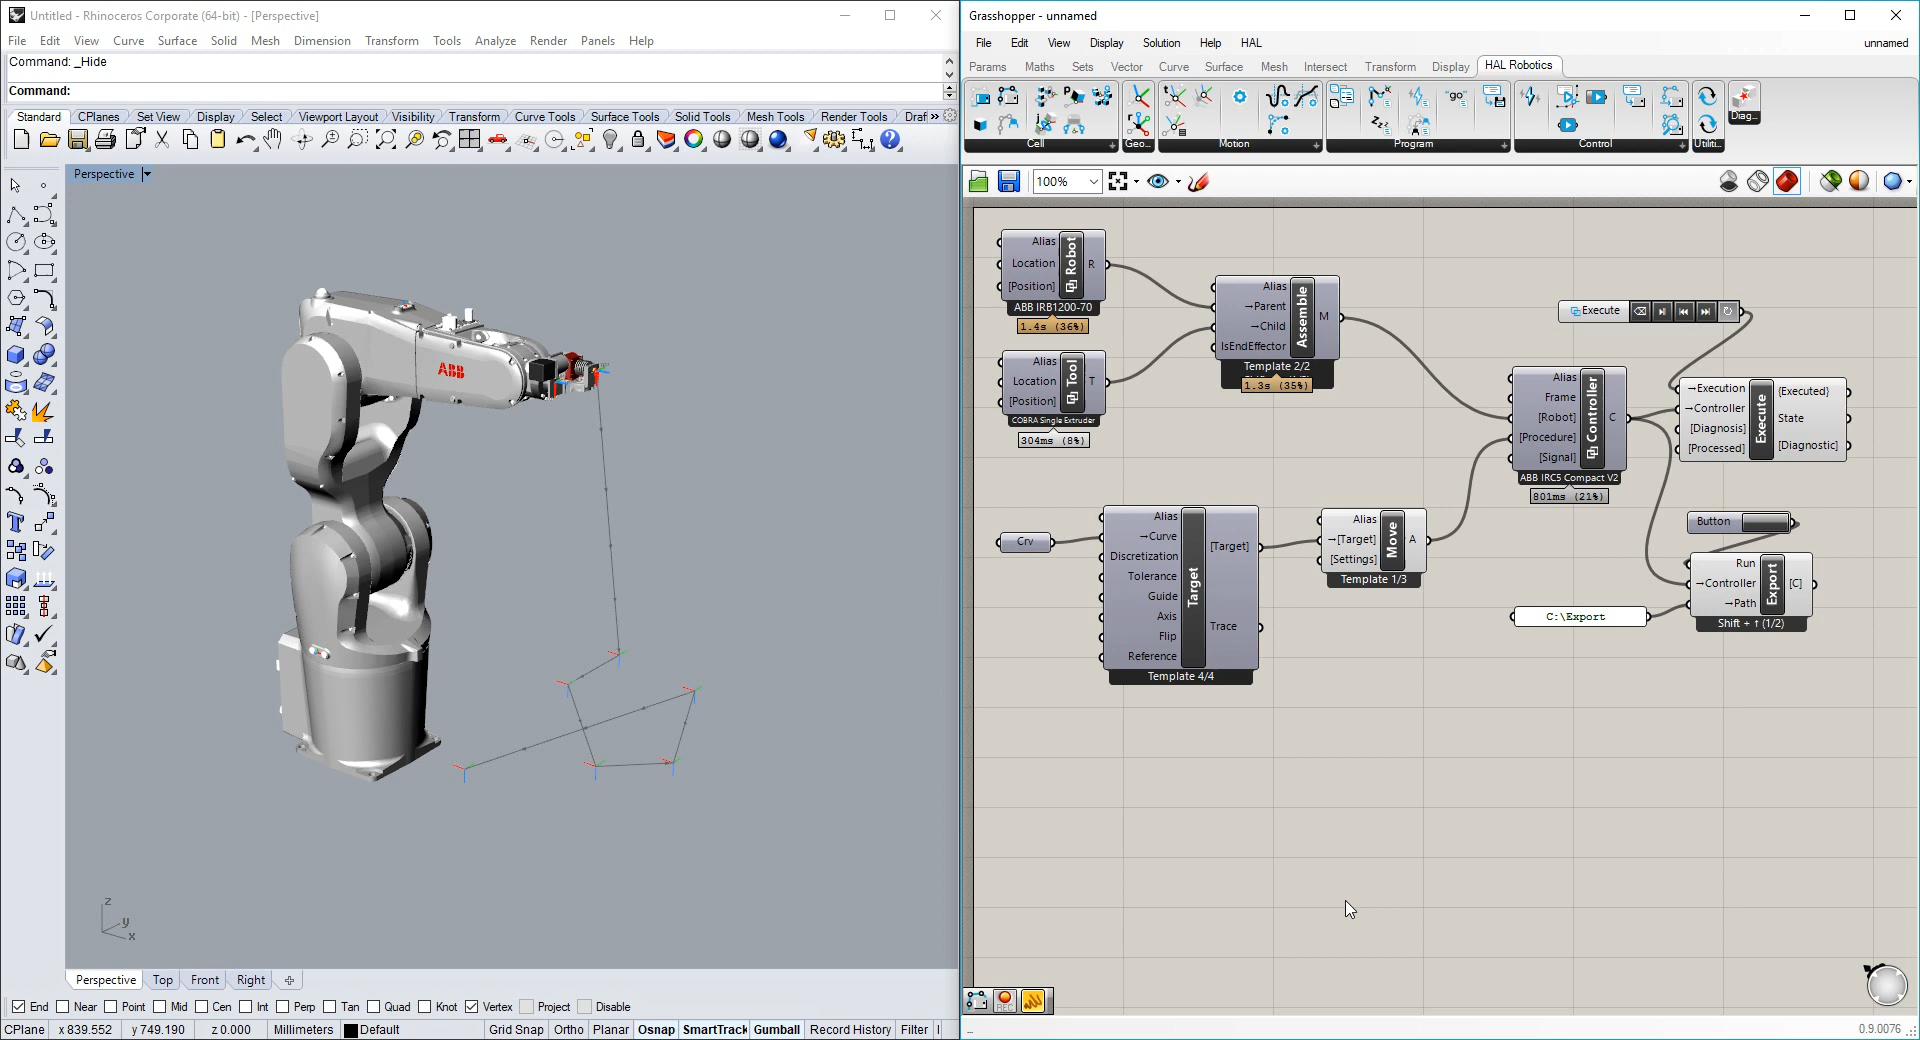 Untitled - Rhinoceros Corporate (64-bit) - [Perspective]
File Edit View Curve Surface Solid Mesh Dimension Transform Tools Analyze Render Panels Help
Command: _Hide
Command:
Standard CPlanes Set View Display Select Viewport Layout Visibility Transform Curve Tools Surface Tools Solid Tools Mesh Tools Render Tools Draf »
Perspective
ABB
z
y
x
Perspective Top Front Right
End Near Point Mid Cen Int Perp Tan Quad Knot Vertex Project Disable
CPlane x 839.552 y 749.190 z 0.000 Millimeters Default Grid Snap Ortho Planar Osnap SmartTrack Gumball Record History Filter
Grasshopper - unnamed
File Edit View Display Solution Help HAL unnamed
Params Maths Sets Vector Curve Surface Mesh Intersect Transform Display HAL Robotics
"go"
Zzz
Cell Geo... Motion Program Control Utiliti... Diag...
100%
Alias
Location
[Position]
Robot
R
ABB IRB1200-70
1.4s (36%)
Alias
Location
[Position]
Tool
T
COBRA Single Extruder
304ms (8%)
Alias
→Parent
→Child
IsEndEffector
Assemble
M
Template 2/2
1.3s (35%)
Crv
Alias
→Curve
Discretization
Tolerance
Guide
Axis
Flip
Reference
Target
[Target]
Trace
Template 4/4
Alias
→[Target]
[Settings]
Move
A
Template 1/3
Alias
Frame
[Robot]
[Procedure]
[Signal]
Controller
C
ABB IRC5 Compact V2
801ms (21%)
Execute
→Execution
→Controller
[Diagnosis]
[Processed]
Execute
{Executed}
State
[Diagnostic]
Button
Run
→Controller
→Path
Export
[C]
Shift + ↑ (1/2)
C:\Export
REC
...
0.9.0076